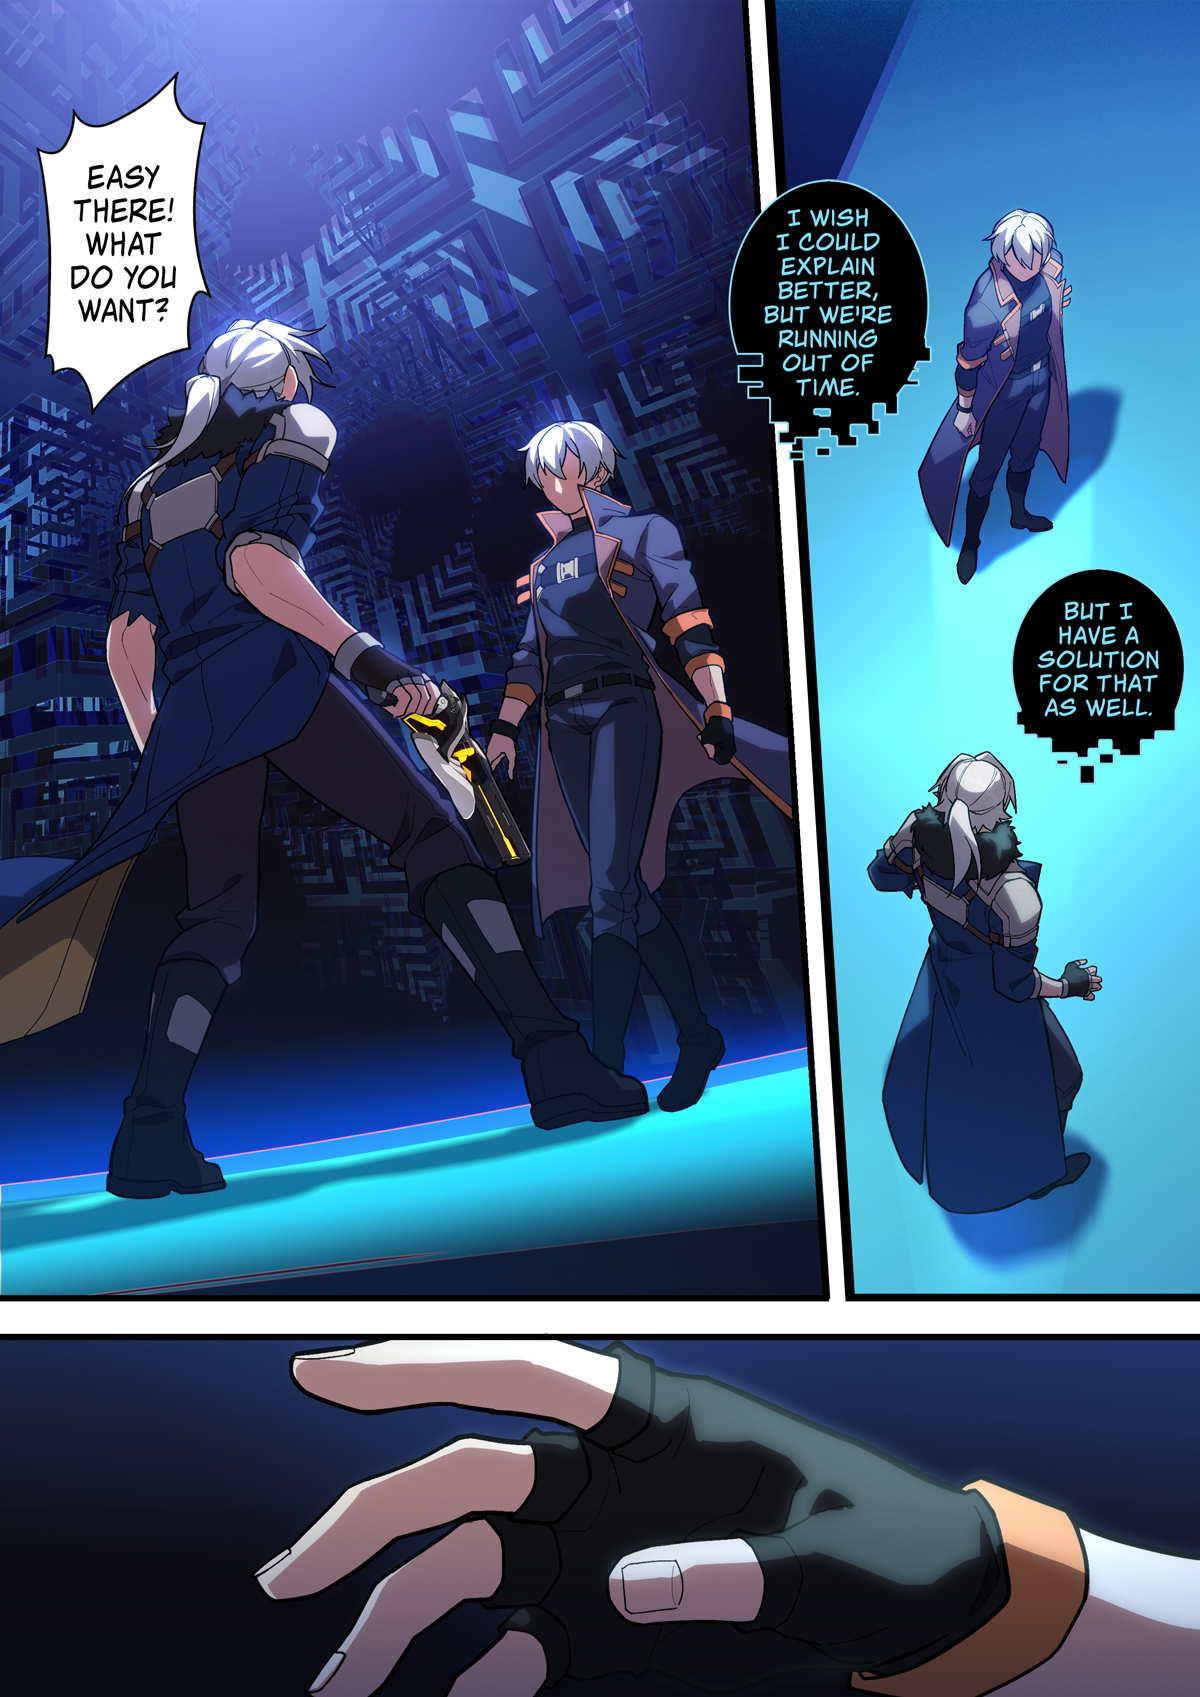 EASY
THERE!
WHAT
DO YOU
WANT?
I WISH
I COULD
EXPLAIN
BETTER,
BUT WE'RE
RUNNING
OUT OF
TIME.
BUT I
HAVE A
SOLUTION
FOR THAT
AS WELL.